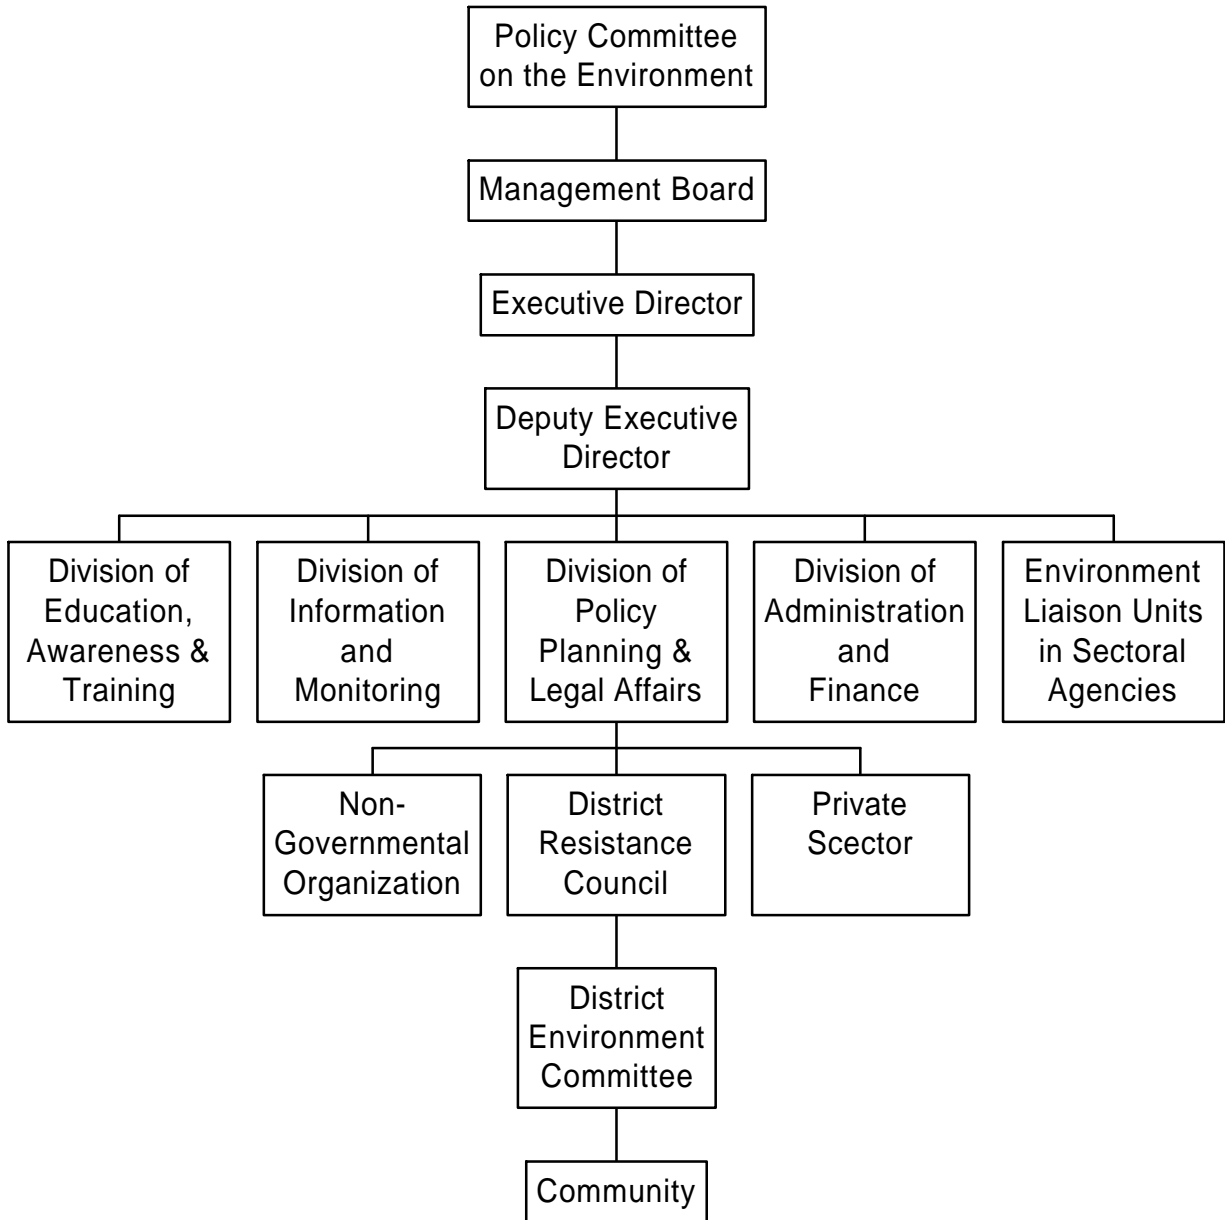 Policy Committee
on the Environment
Management Board
Executive Director
Deputy Executive
Director
Division of
Education,
Awareness &
Training
Division of
Information
and
Monitoring
Division of
Policy
Planning &
Legal Affairs
Division of
Administration
and
Finance
Environment
Liaison Units
in Sectoral
Agencies
Non-
Governmental
Organization
District
Resistance
Council
Private
Scector
District
Environment
Committee
Community